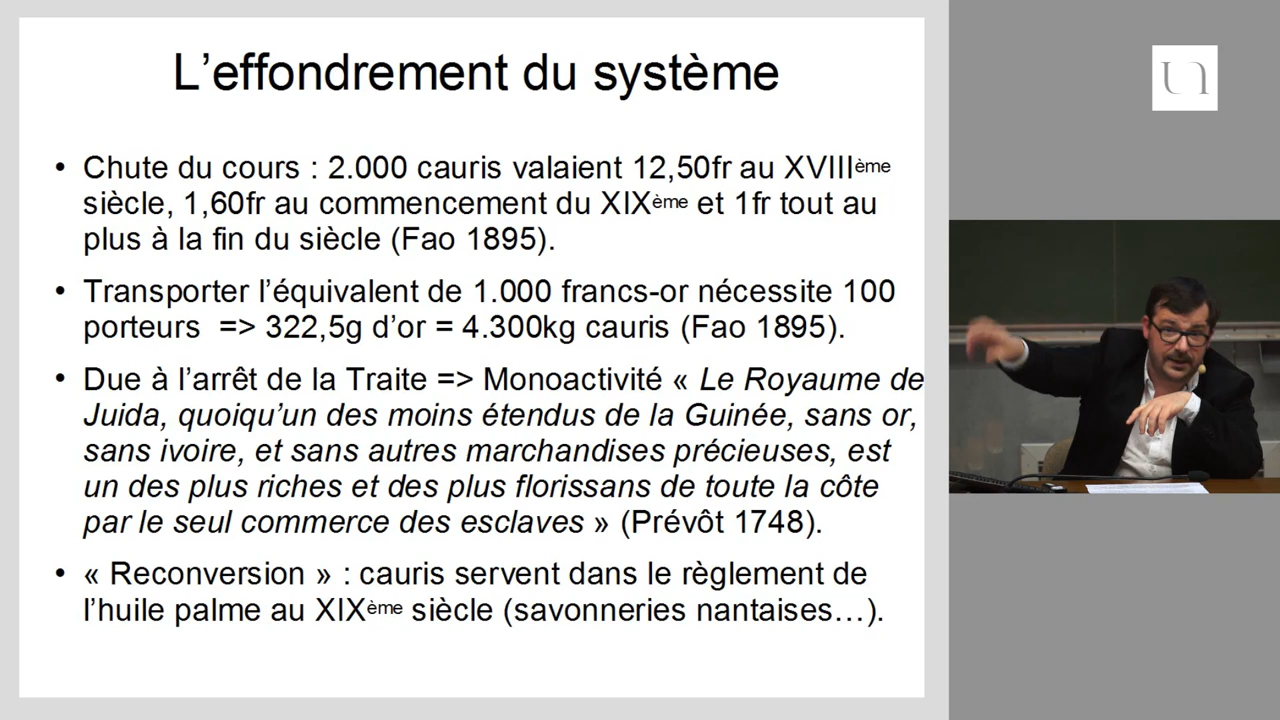 L’effondrement du système
• Chute du cours : 2.000 cauris valaient 12,50fr au XVIIIème
siècle, 1,60fr au commencement du XIXème et 1fr tout au
plus à la fin du siècle (Fao 1895).
• Transporter l’équivalent de 1.000 francs-or nécessite 100
porteurs => 322,5g d’or = 4.300kg cauris (Fao 1895).
• Due à l’arrêt de la Traite => Monoactivité « Le Royaume de
Juida, quoiqu’un des moins étendus de la Guinée, sans or,
sans ivoire, et sans autres marchandises précieuses, est
un des plus riches et des plus florissans de toute la côte
par le seul commerce des esclaves » (Prévôt 1748).
• « Reconversion » : cauris servent dans le règlement de
l’huile palme au XIXème siècle (savonneries nantaises…).